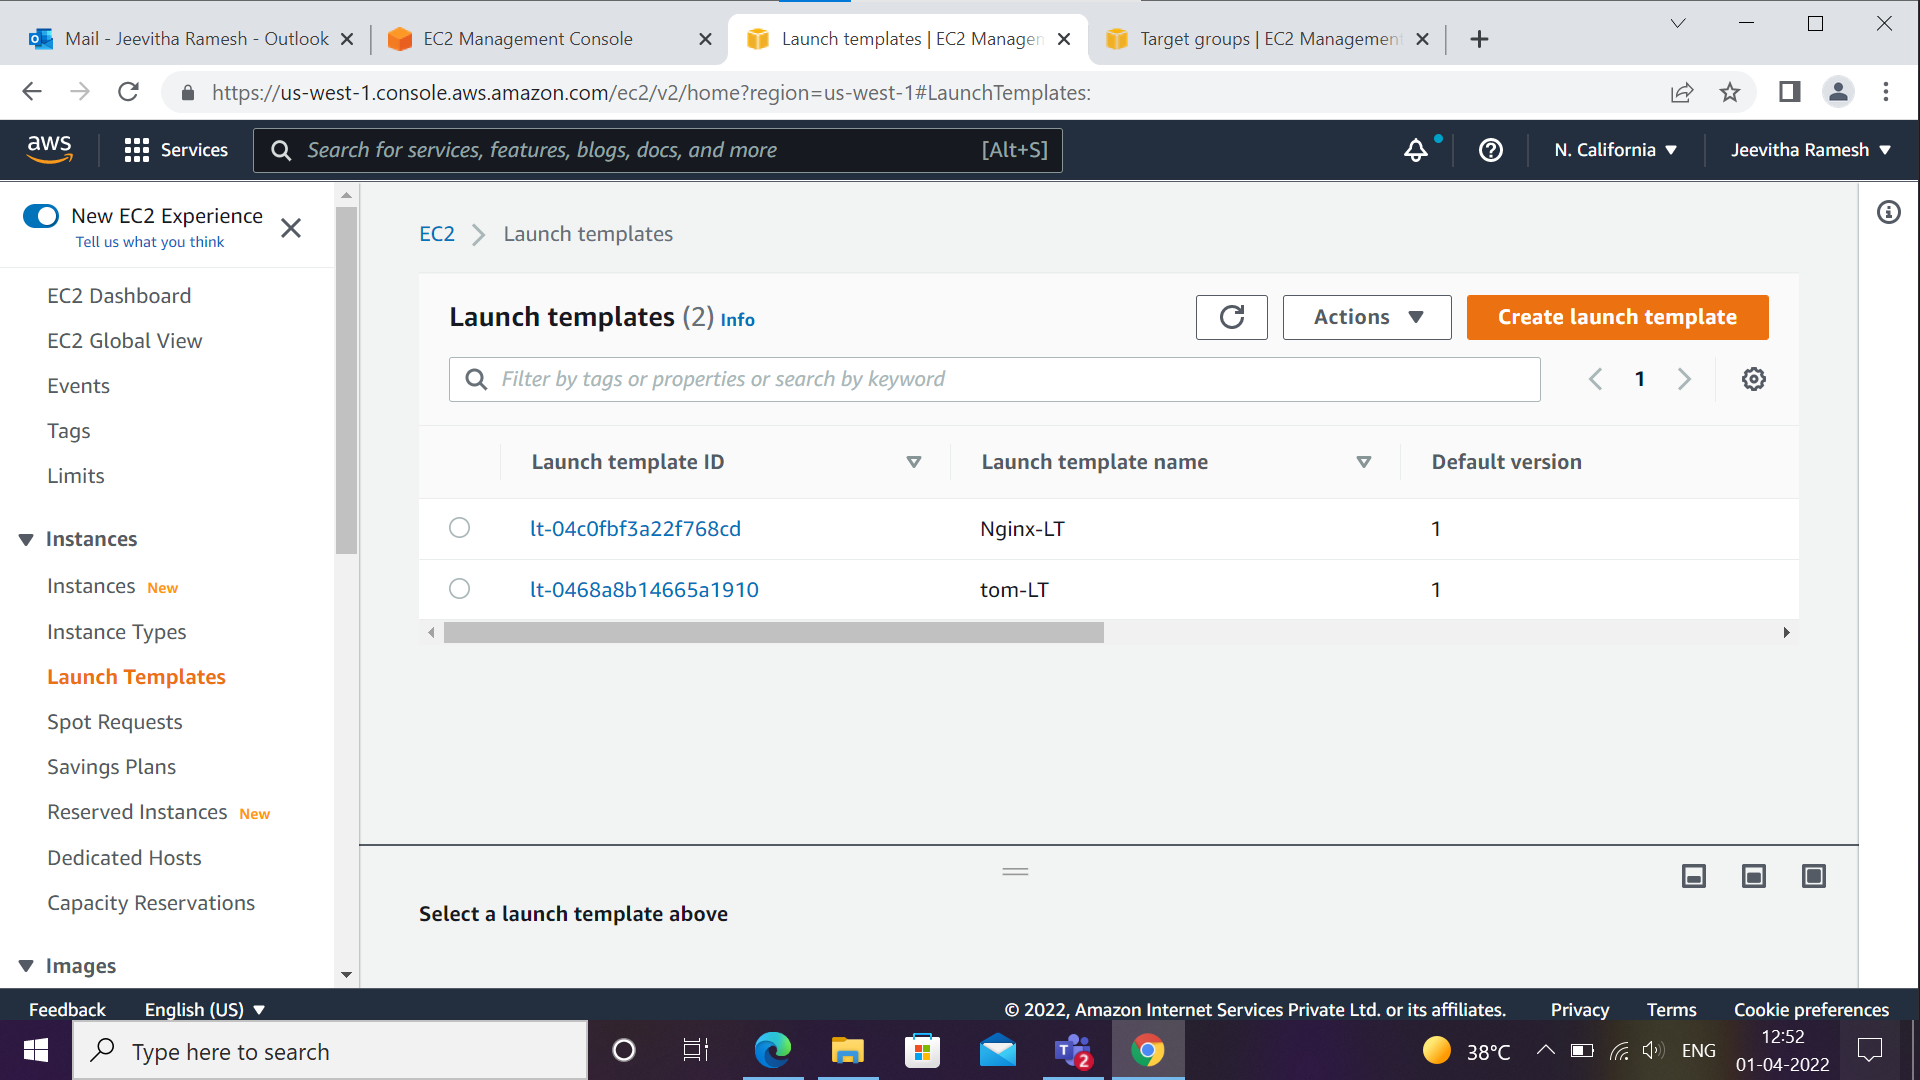 Mail - Jeevitha Ramesh - Outlook
EC2 Management Console
Launch templates | EC2 Manage
Target groups | EC2 Management
https://us-west-1.console.aws.amazon.com/ec2/v2/home?region=us-west-1#LaunchTemplates:
aws
Services
Search for services, features, blogs, docs, and more
[Alt+S]
N. California
Jeevitha Ramesh
New EC2 Experience
Tell us what you think
EC2 Dashboard
EC2 Global View
Events
Tags
Limits
Instances
Instances New
Instance Types
Launch Templates
Spot Requests
Savings Plans
Reserved Instances New
Dedicated Hosts
Capacity Reservations
Images
EC2 Launch templates
Launch templates (2) Info
Actions
Create launch template
Filter by tags or properties or search by keyword
1
Launch template ID Launch template name Default version
lt-04c0fbf3a22f768cd Nginx-LT 1
lt-0468a8b14665a1910 tom-LT 1
Select a launch template above
Feedback English (US) © 2022, Amazon Internet Services Private Ltd. or its affiliates. Privacy Terms Cookie preferences
Type here to search
T
2
38°C
ENG
12:52
01-04-2022